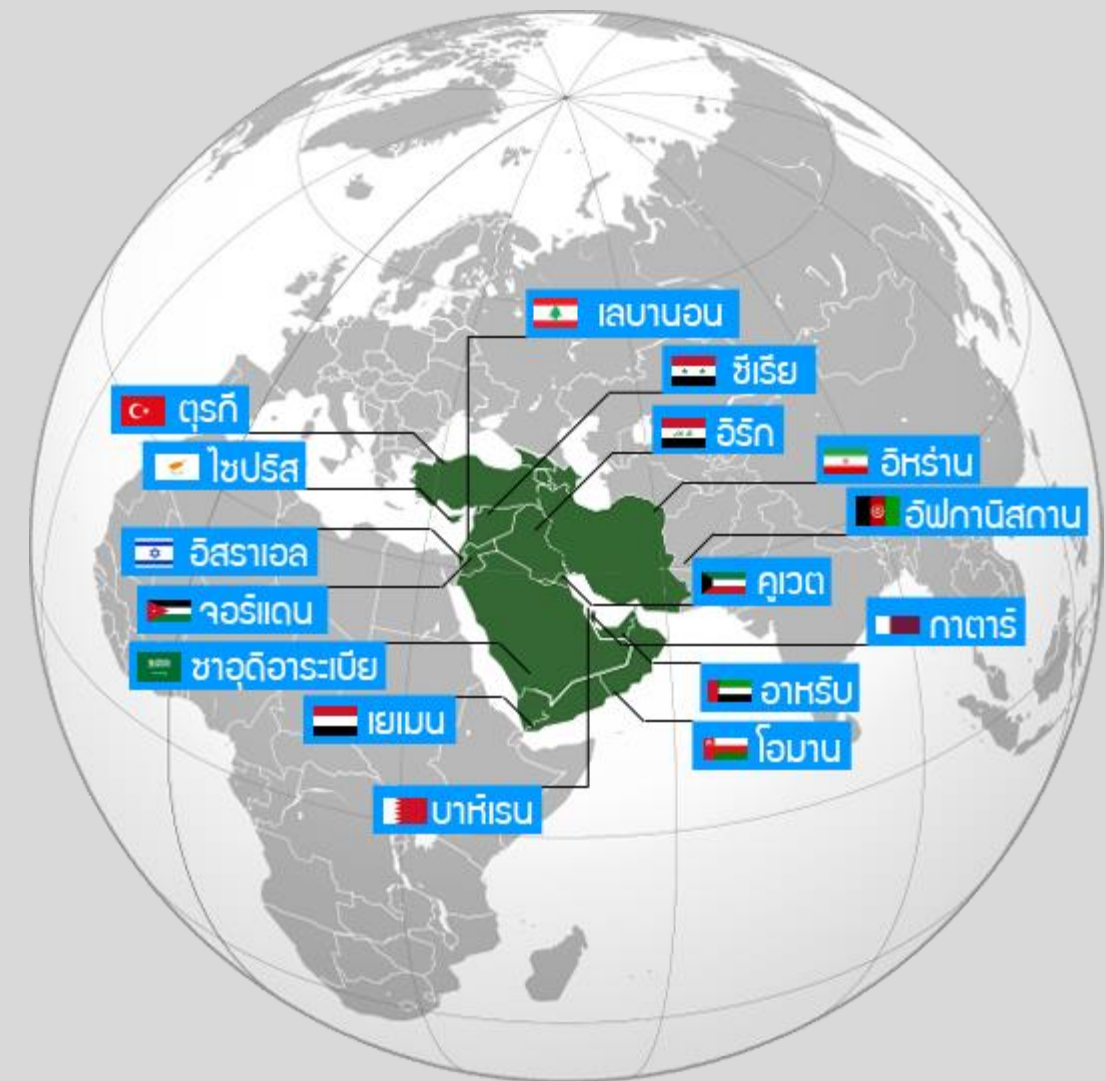 เลบานอน
ซีเรีย
ตุรกี
อิรัก
ไซปรัส
อิหร่าน
อัฟกานิสถาน
อิสราเอล
คูเวต
จอร์แดน
กาตาร์
ซาอุดิอาระเบีย
อาหรับ
เยเมน
โอมาน
บาห์เรน